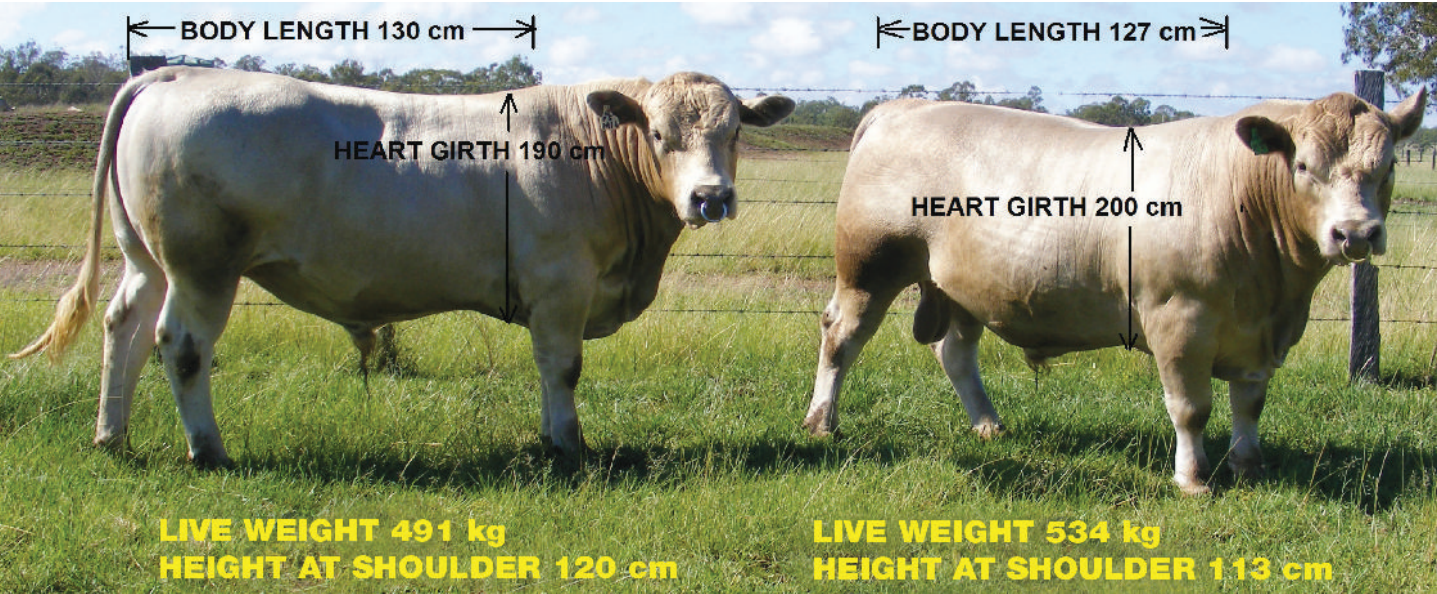 BODY LENGTH 130 cm
BODY LENGTH 127 cm
HEART GIRTH 190 cm
HEART GIRTH 200 cm
LIVE WEIGHT 491 kg
HEIGHT AT SHOULDER 120 cm
LIVE WEIGHT 534 kg
HEIGHT AT SHOULDER 113 cm